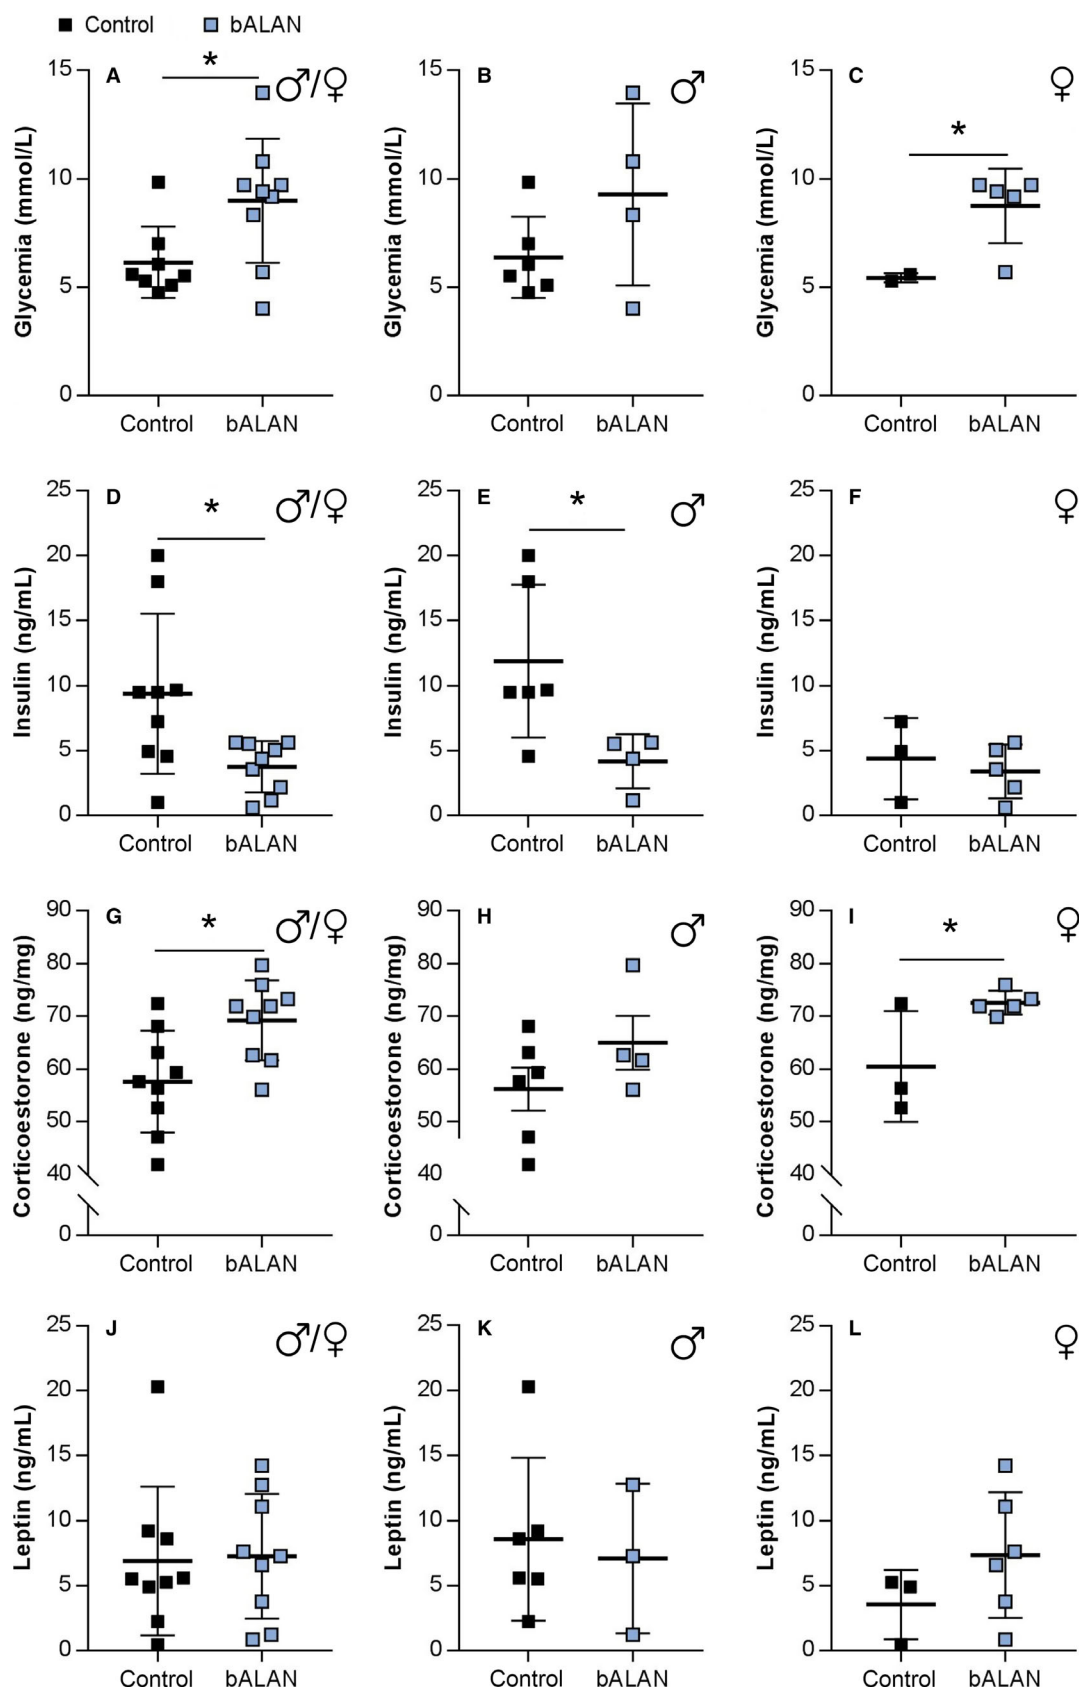 Control bALAN
A * ♂/♀
15
10
5
0
Glycemia (mmol/L)
Control bALAN
B ♂
15
10
5
0
Glycemia (mmol/L)
Control bALAN
C * ♀
15
10
5
0
Glycemia (mmol/L)
Control bALAN
D * ♂/♀
25
20
15
10
5
0
Insulin (ng/mL)
Control bALAN
E * ♂
25
20
15
10
5
0
Insulin (ng/mL)
Control bALAN
F ♀
25
20
15
10
5
0
Insulin (ng/mL)
Control bALAN
G * ♂/♀
90
80
70
60
50
40
0
Corticoestorone (ng/mg)
Control bALAN
H ♂
90
80
70
60
50
40
0
Corticoestorone (ng/mg)
Control bALAN
I * ♀
90
80
70
60
50
40
0
Corticoestorone (ng/mg)
Control bALAN
J ♂/♀
25
20
15
10
5
0
Leptin (ng/mL)
Control bALAN
K ♂
25
20
15
10
5
0
Leptin (ng/mL)
Control bALAN
L ♀
25
20
15
10
5
0
Leptin (ng/mL)
Control bALAN